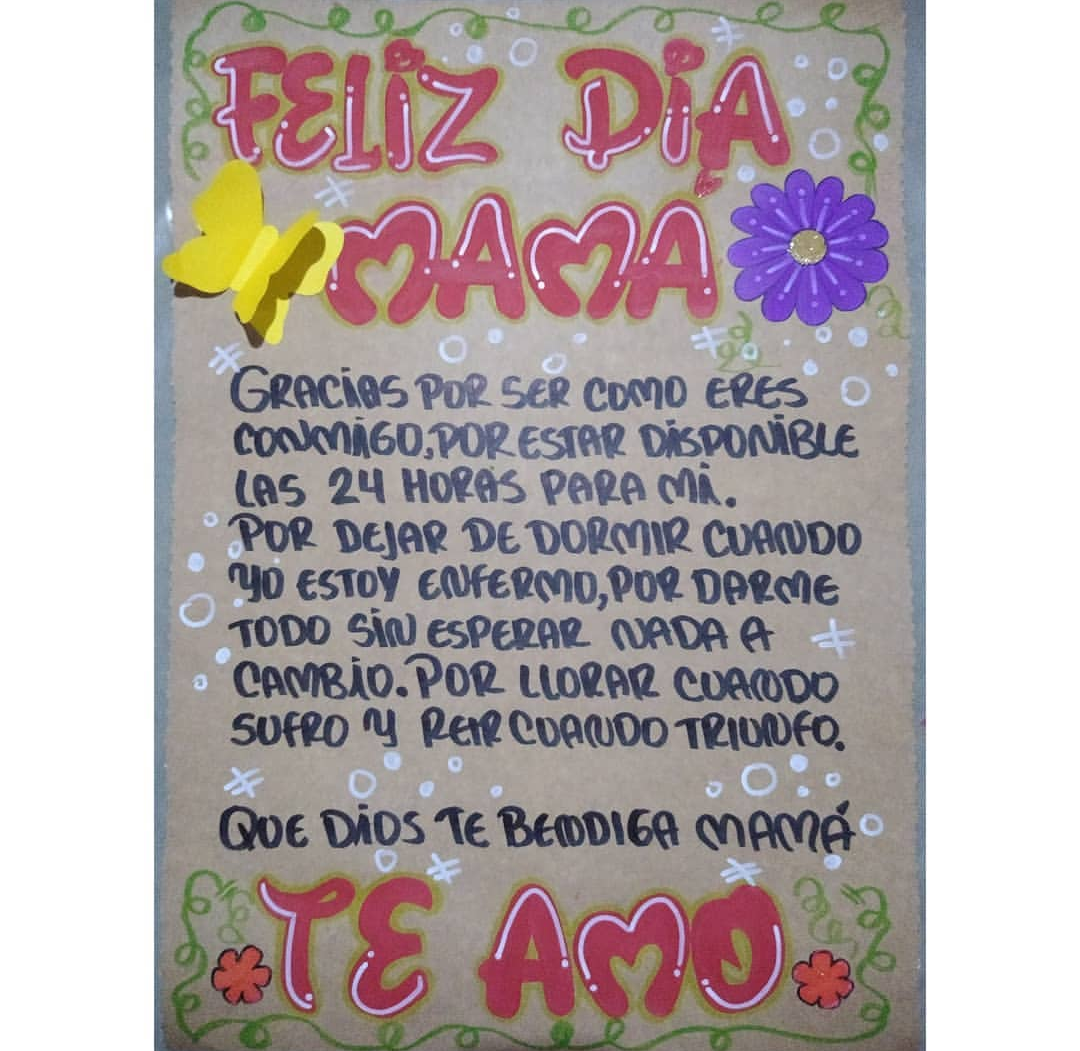 FELIZ DÍA
MAMÁ
GRACIAS POR SER COMO ERES
CONMIGO, POR ESTAR DISPONIBLE
LAS 24 HORAS PARA MI.
POR DEJAR DE DORMIR CUANDO
YO ESTOY ENFERMO, POR DARME
TODO SIN ESPERAR NADA A
CAMBIO. POR LLORAR CUANDO
SUFRO Y REIR CUANDO TRIUNFO.
QUE DIOS TE BENDIGA MAMÁ
TE AMO